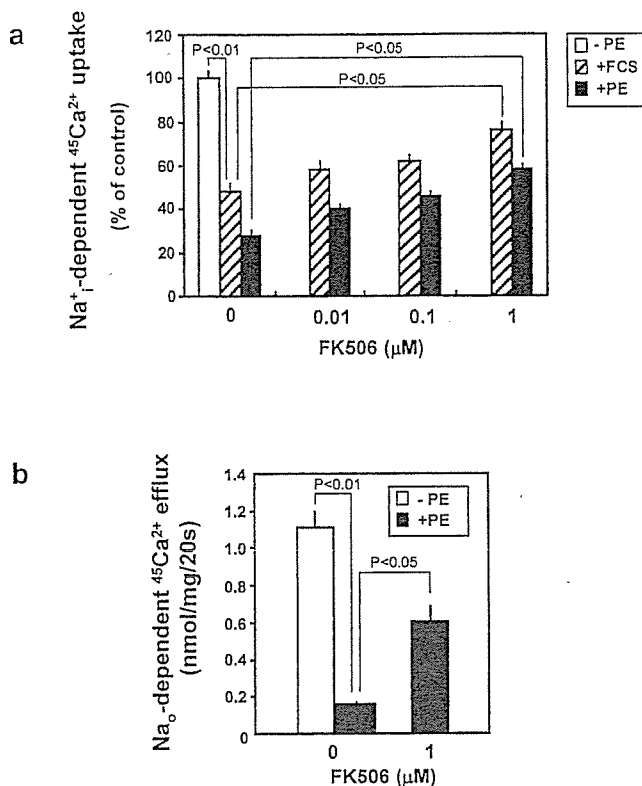 a
Na⁺ᵢ-dependent ⁴⁵Ca²⁺ uptake
(% of control)
120
100
80
60
40
20
0
P<0.01
P<0.05
P<0.05
- PE
+FCS
+PE
0
0.01
0.1
1
FK506 (μM)
b
Naₒ-dependent ⁴⁵Ca²⁺ efflux
(nmol/mg/20s)
1.4
1.2
1.0
0.8
0.6
0.4
0.2
0
P<0.01
P<0.05
- PE
+PE
0
1
FK506 (μM)